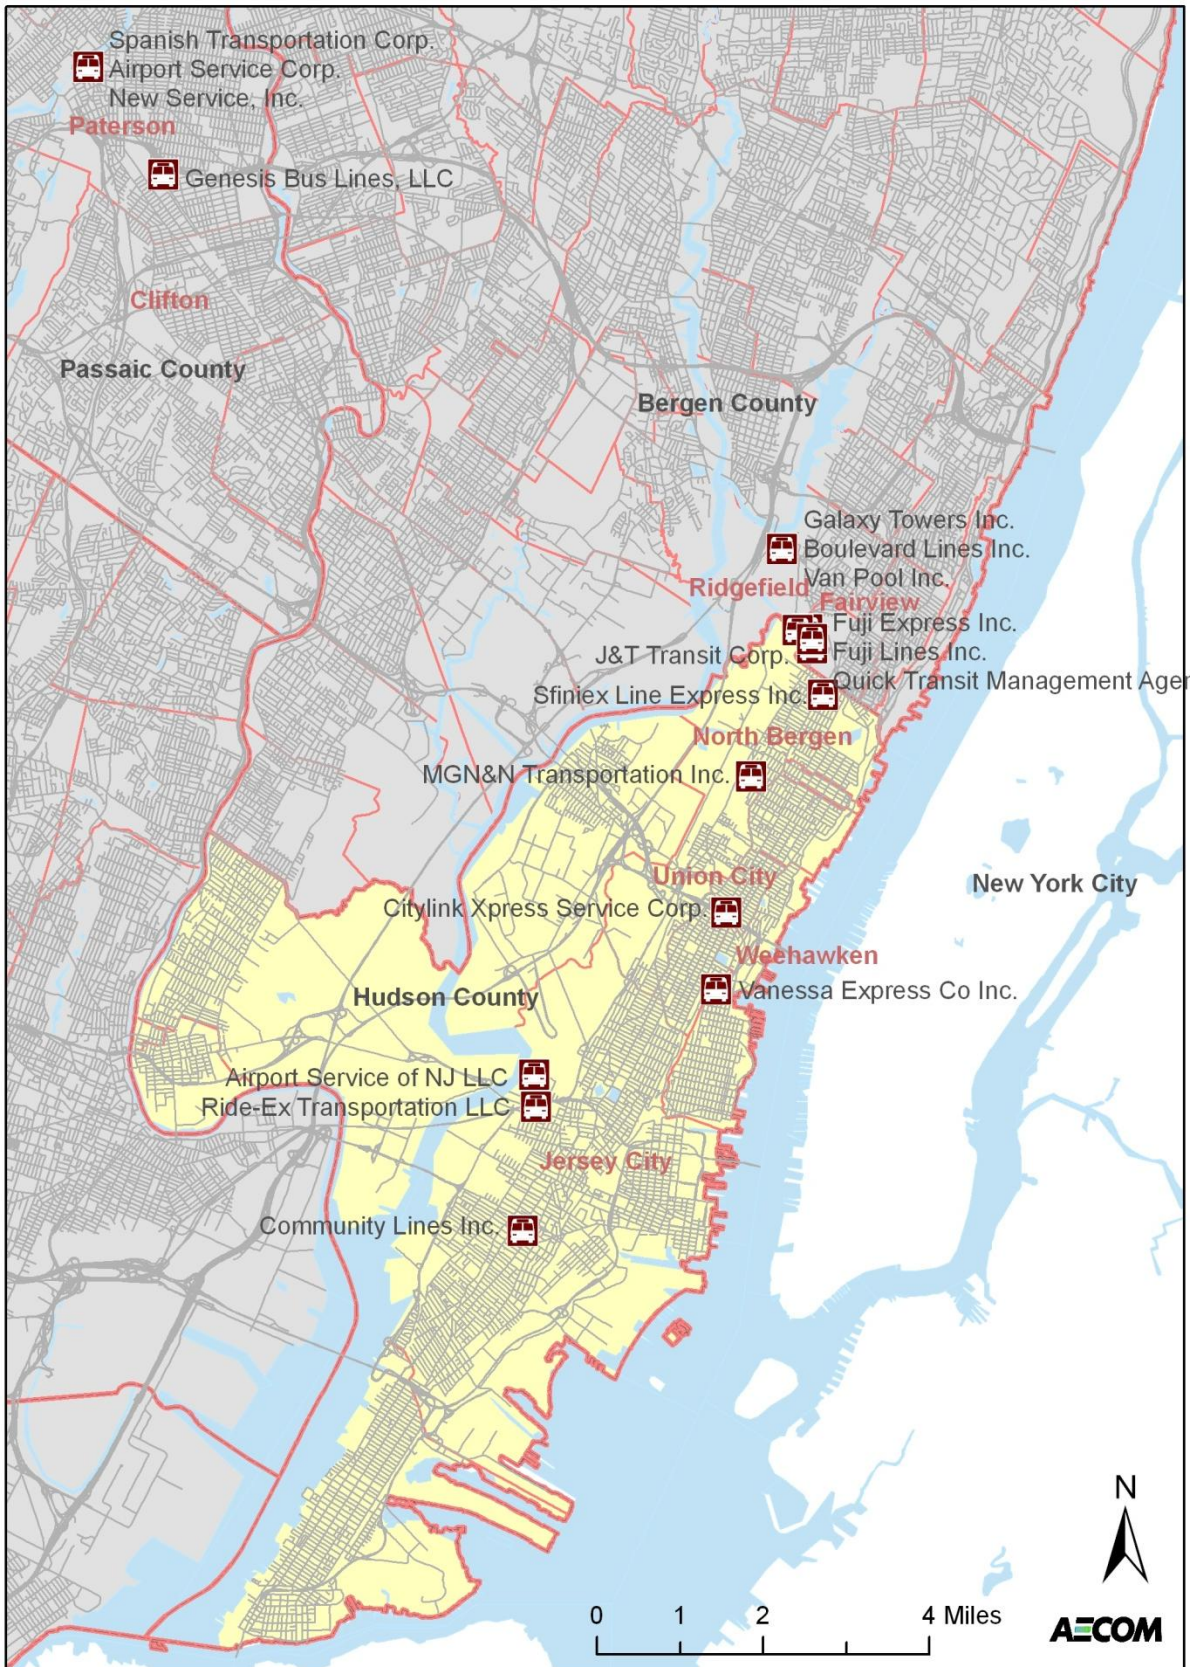 Spanish Transportation Corp.
Airport Service Corp.
New Service, Inc.
Paterson
Genesis Bus Lines, LLC
Clifton
Passaic County
Bergen County
Galaxy Towers Inc.
Boulevard Lines Inc.
Van Pool Inc.
Ridgefield
Fairview
Fuji Express Inc.
J&T Transit Corp.
Fuji Lines Inc.
Quick Transit Management Ager
Sfiniex Line Express Inc.
North Bergen
MGN&N Transportation Inc.
Union City
New York City
Citylink Xpress Service Corp.
Weehawken
Hudson County
Vanessa Express Co Inc.
Airport Service of NJ LLC
Ride-Ex Transportation LLC
Jersey City
Community Lines Inc.
N
0 1 2 4 Miles
AECOM